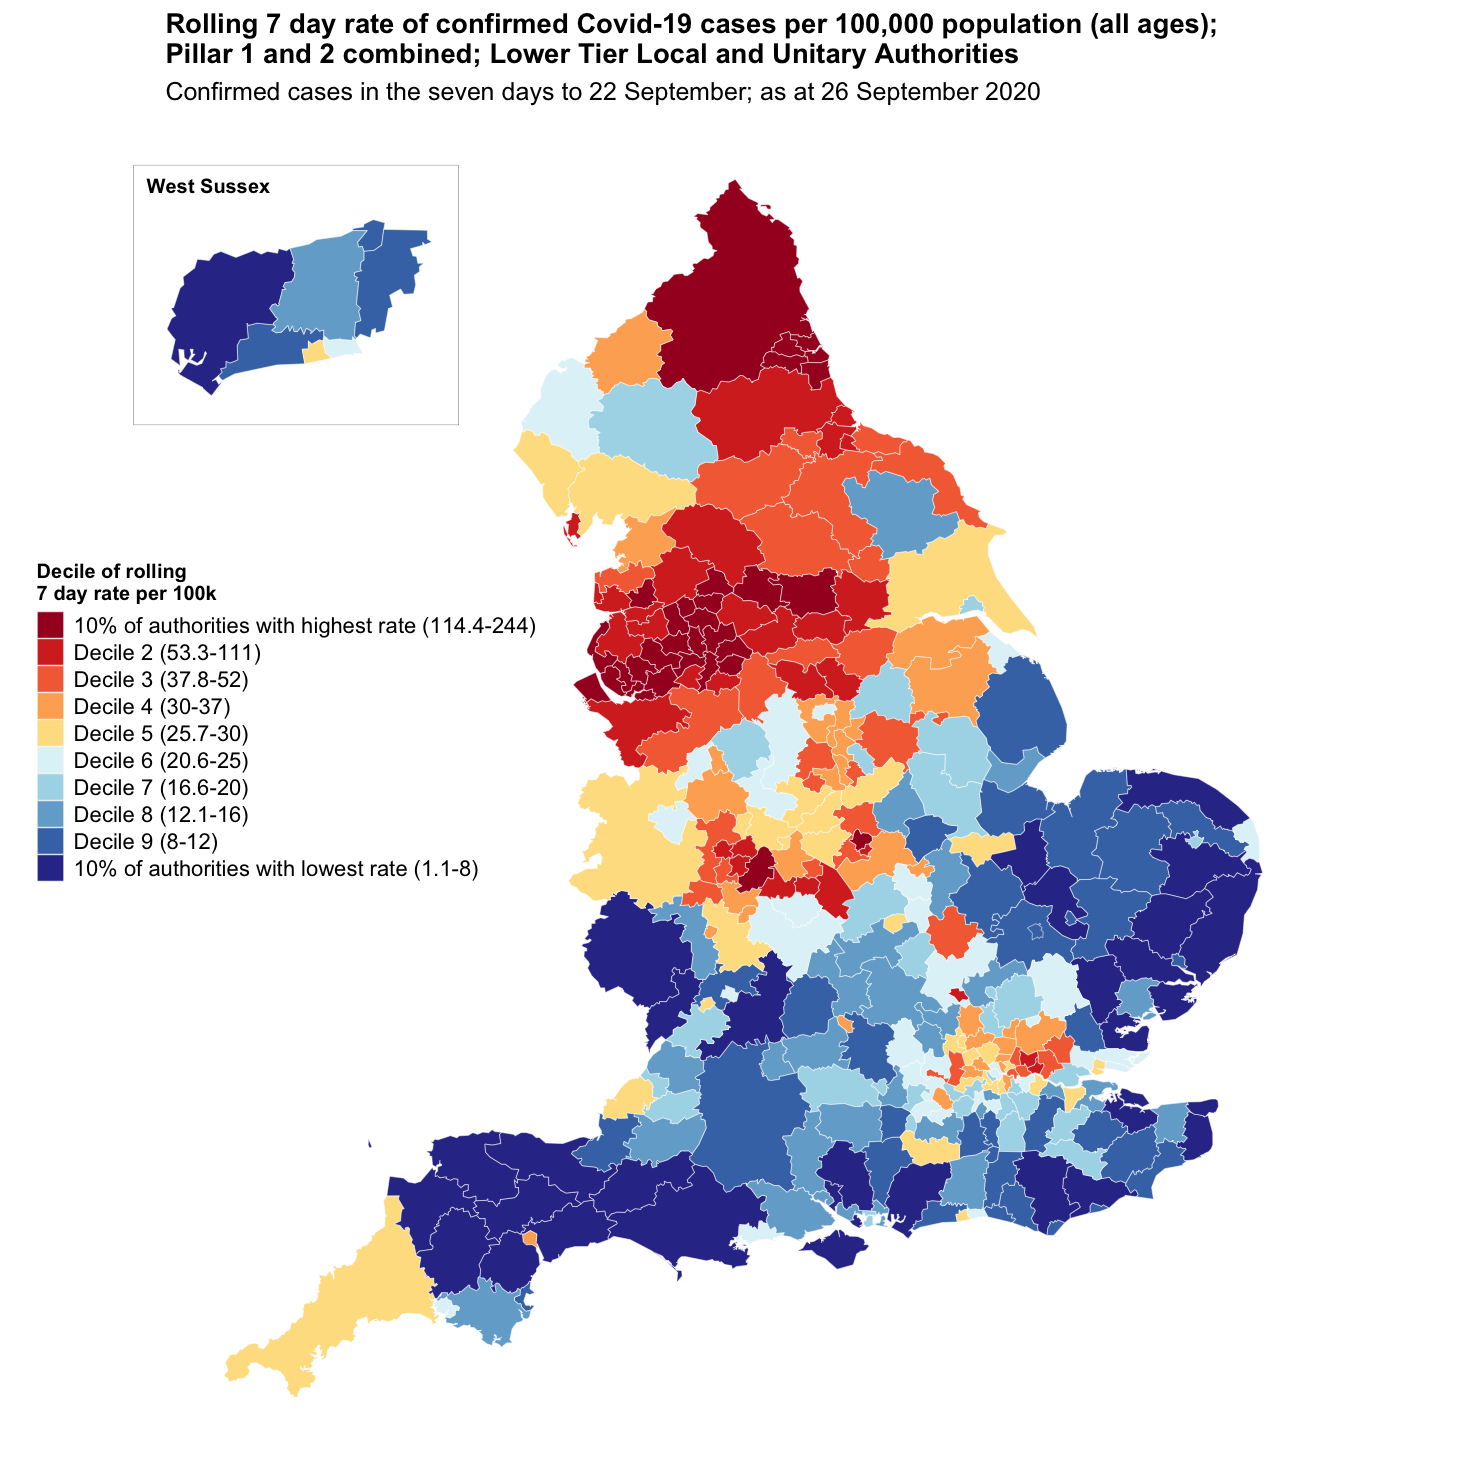 Rolling 7 day rate of confirmed Covid-19 cases per 100,000 population (all ages);
Pillar 1 and 2 combined; Lower Tier Local and Unitary Authorities
Confirmed cases in the seven days to 22 September; as at 26 September 2020
West Sussex
Decile of rolling
7 day rate per 100k
10% of authorities with highest rate (114.4-244)
Decile 2 (53.3-111)
Decile 3 (37.8-52)
Decile 4 (30-37)
Decile 5 (25.7-30)
Decile 6 (20.6-25)
Decile 7 (16.6-20)
Decile 8 (12.1-16)
Decile 9 (8-12)
10% of authorities with lowest rate (1.1-8)